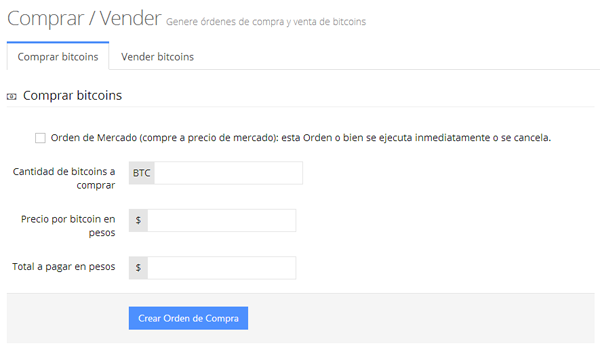 Comprar / Vender Genere órdenes de compra y venta de bitcoins
Comprar bitcoins Vender bitcoins
Comprar bitcoins
Orden de Mercado (compre a precio de mercado): esta Orden o bien se ejecuta inmediatamente o se cancela.
Cantidad de bitcoins a
comprar
BTC
Precio por bitcoin en
pesos
$
Total a pagar en pesos
$
Crear Orden de Compra